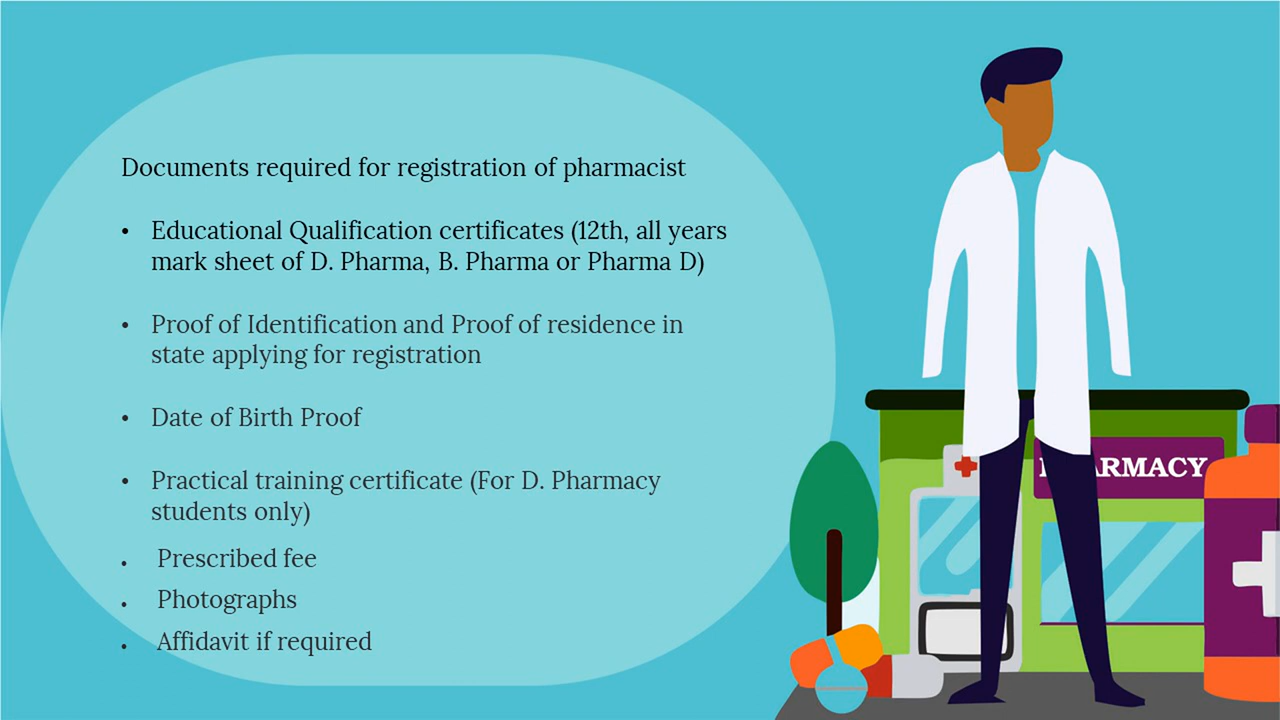 Documents required for registration of pharmacist
• Educational Qualification certificates (12th, all years
mark sheet of D. Pharma, B. Pharma or Pharma D)
• Proof of Identification and Proof of residence in
state applying for registration
• Date of Birth Proof
• Practical training certificate (For D. Pharmacy
students only)
• Prescribed fee
• Photographs
• Affidavit if required
PHARMACY